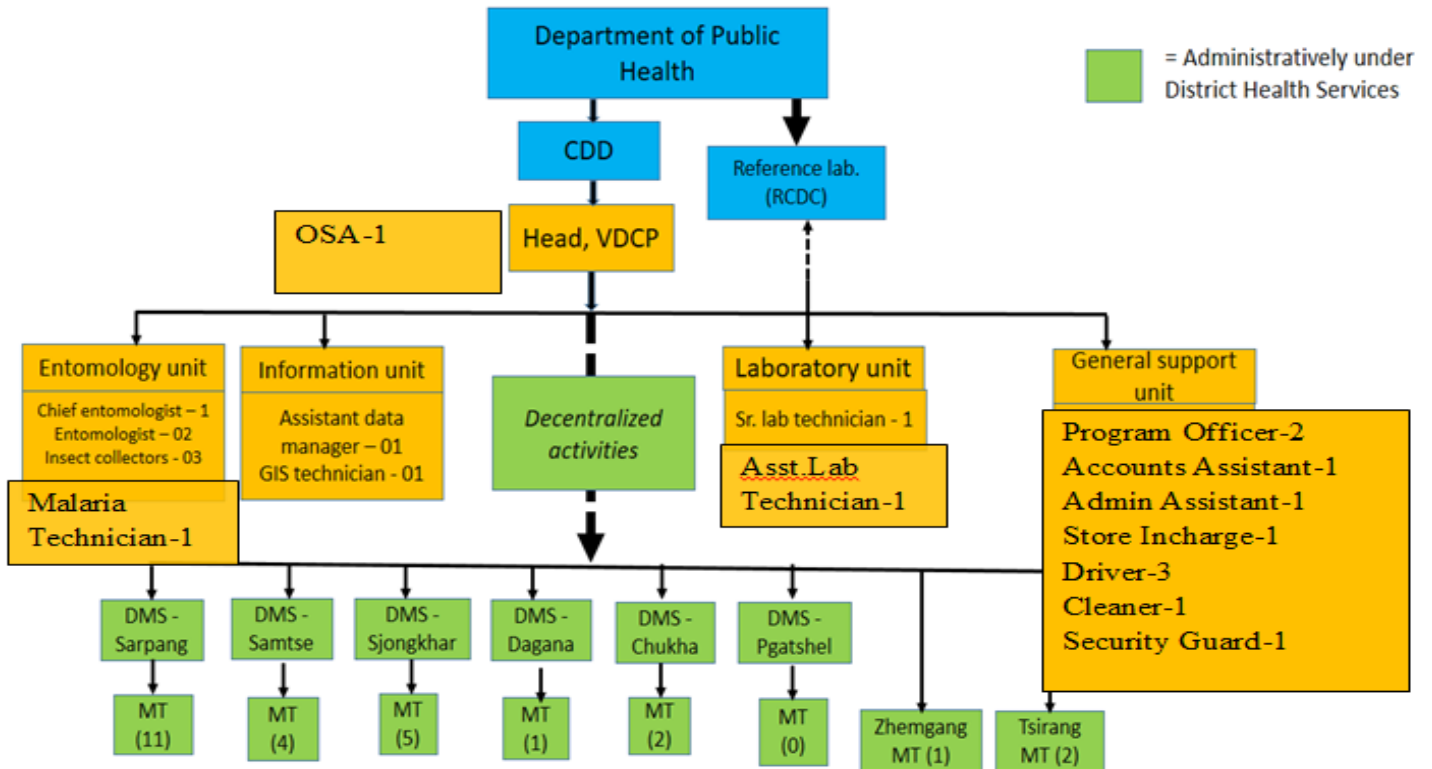 Department of Public
Health
= Administratively under
District Health Services
CDD
Reference lab.
(RCDC)
OSA-1
Head, VDCP
Entomology unit
Chief entomologist – 1
Entomologist – 02
Insect collectors - 03
Malaria
Technician-1
Information unit
Assistant data
manager – 01
GIS technician - 01
Decentralized
activities
Laboratory unit
Sr. lab technician - 1
Asst.Lab
Technician-1
General support
unit
Program Officer-2
Accounts Assistant-1
Admin Assistant-1
Store Incharge-1
Driver-3
Cleaner-1
Security Guard-1
DMS -
Sarpang
DMS -
Samtse
DMS -
Sjongkhar
DMS -
Dagana
DMS -
Chukha
DMS -
Pgatshel
MT
(11)
MT
(4)
MT
(5)
MT
(1)
MT
(2)
MT
(0)
Zhemgang
MT (1)
Tsirang
MT (2)